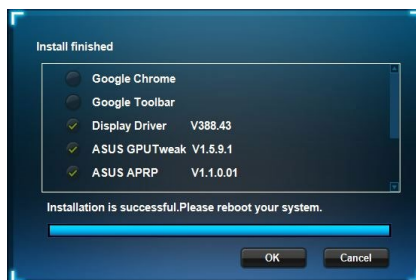 Install finished
Google Chrome
Google Toolbar
Display Driver V388.43
ASUS GPUTweak V1.5.9.1
ASUS APRP V1.1.0.01
Installation is successful.Please reboot your system.
OK Cancel